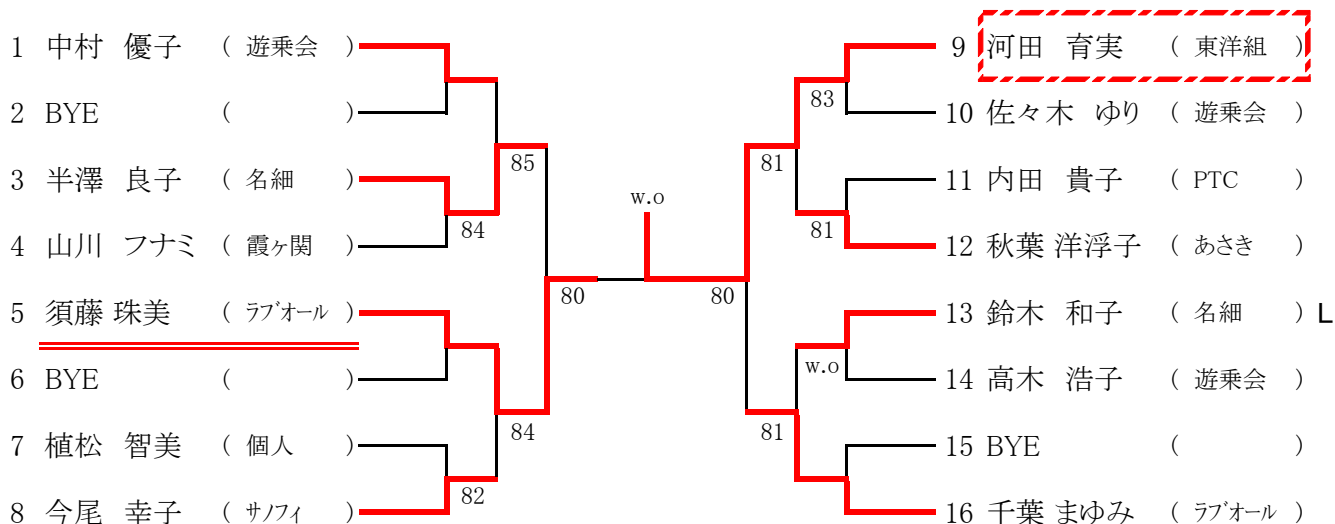 1 中村 優子 ( 遊乗会 )
2 BYE ( )
3 半澤 良子 ( 名細 )
4 山川 フナミ ( 霞ヶ関 )
5 須藤 珠美 ( ラブオール )
6 BYE ( )
7 植松 智美 ( 個人 )
8 今尾 幸子 ( サノフィ )
85
84
80
84
82
w.o
83
81
81
80
w.o
81
9 河田 育実 ( 東洋組 )
10 佐々木 ゆり ( 遊乗会 )
11 内田 貴子 ( PTC )
12 秋葉 洋浮子 ( あさき )
13 鈴木 和子 ( 名細 ) L
14 高木 浩子 ( 遊乗会 )
15 BYE ( )
16 千葉 まゆみ ( ラブオール )